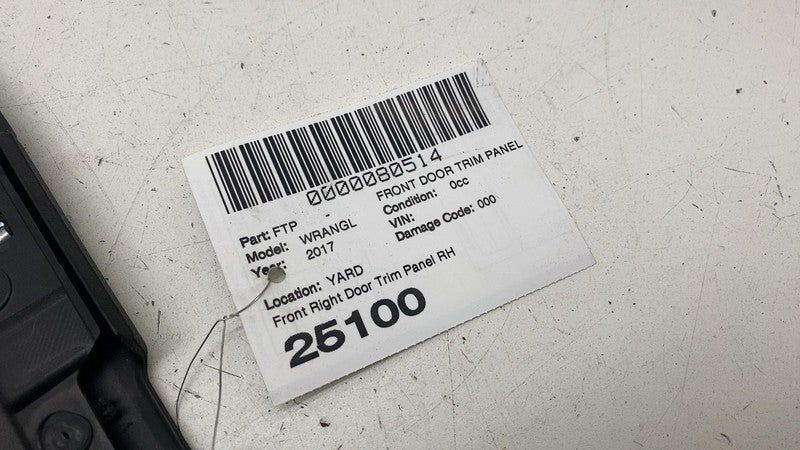 0000080514
Part: FTP - FRONT DOOR TRIM PANEL
Model: WRANGL Condition: 0cc
Year: 2017 VIN:
Damage Code: 000
Location: YARD
Front Right Door Trim Panel RH
25100